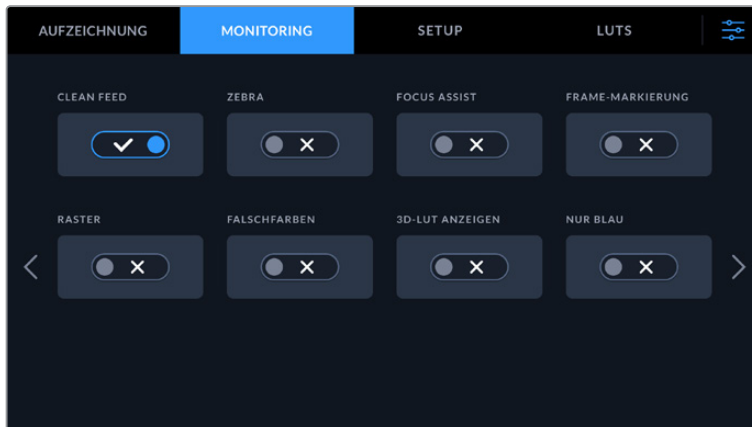 AUFZEICHNUNG MONITORING SETUP LUTS
CLEAN FEED ZEBRA FOCUS ASSIST FRAME-MARKIERUNG
RASTER FALSCHFARBEN 3D-LUT ANZEIGEN NUR BLAU